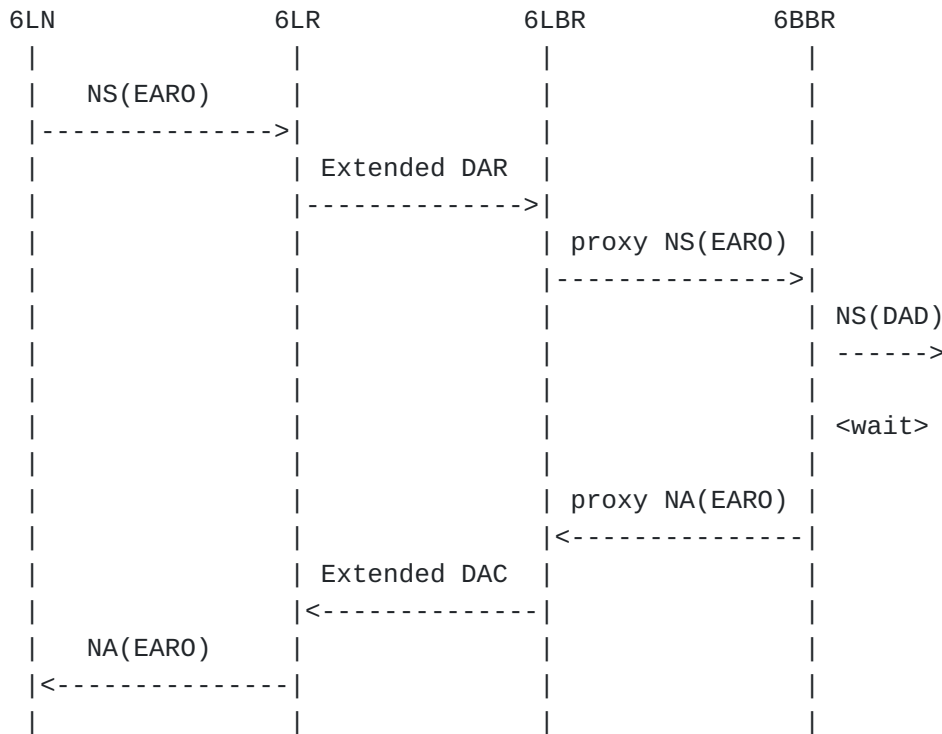 6LN 6LR 6LBR 6BBR
NS(EARO)
Extended DAR
proxy NS(EARO)
NS(DAD)
<wait>
proxy NA(EARO)
Extended DAC
NA(EARO)